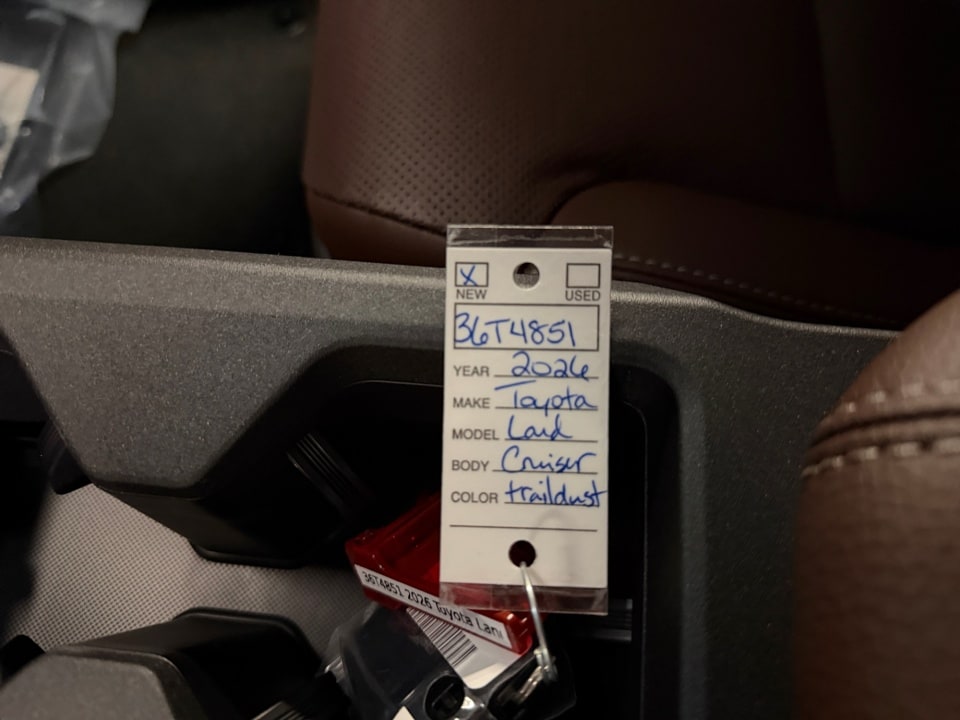 X
NEW USED
36T4851
YEAR 2026
MAKE Toyota
MODEL Land
BODY Cruiser
COLOR traildust
36T4851 2026 Toyota Lan